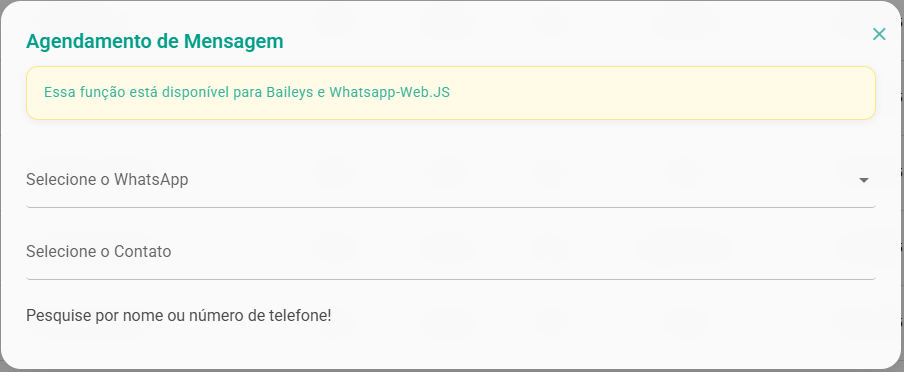 Agendamento de Mensagem
Essa função está disponível para Baileys e Whatsapp-Web.JS
Selecione o WhatsApp
Selecione o Contato
Pesquise por nome ou número de telefone!